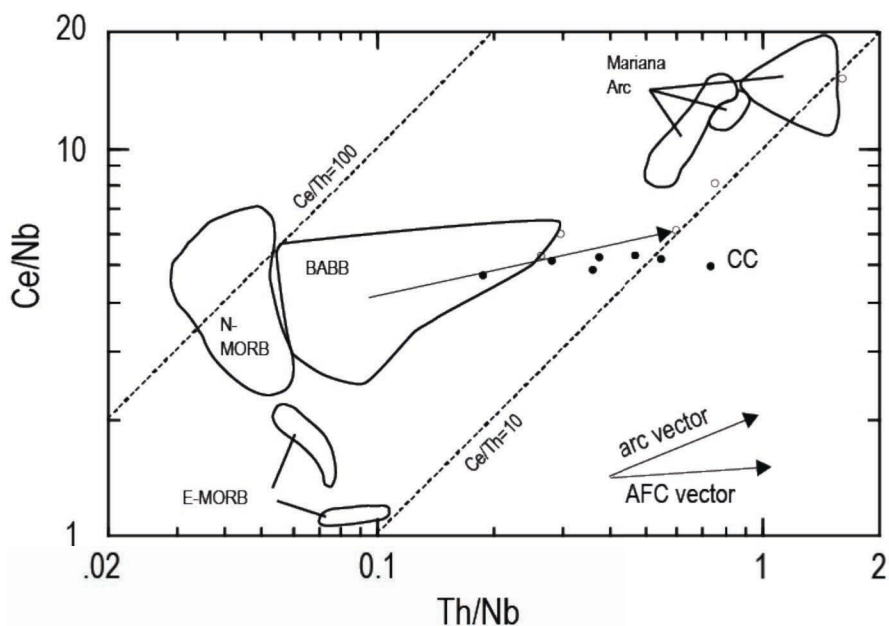 20
10
1
Ce/Nb
.02
0.1
1
2
Th/Nb
Mariana
Arc
Ce/Th=100
BABB
N-
MORB
CC
Ce/Th=10
arc vector
AFC vector
E-MORB